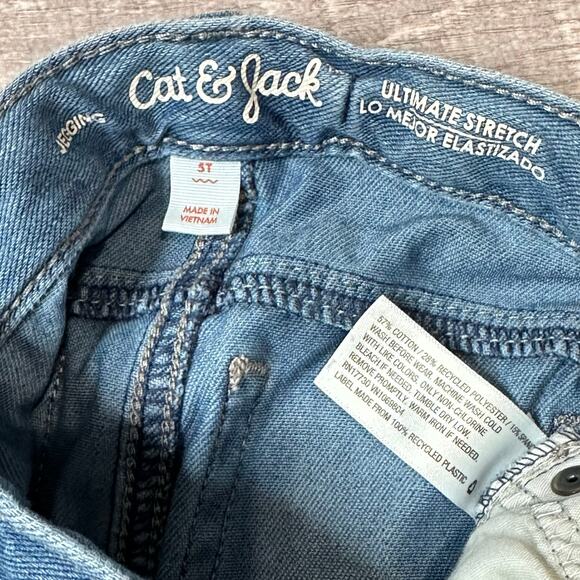 JEGGING
Cat & Jack
ULTIMATE STRETCH
LO MEJOR ELASTIZADO
5T
MADE IN
VIETNAM
57% COTTON / 28% RECYCLED POLYESTER / 15% SPAN
WASH BEFORE WEAR. MACHINE WASH COLD
WITH LIKE COLORS. ONLY NON-CHLORINE
BLEACH IF NEEDED. TUMBLE DRY LOW.
REMOVE PROMPTLY. WARM IRON IF NEEDED.
RN17730
LABEL MADE FROM 100% RECYCLED PLASTIC